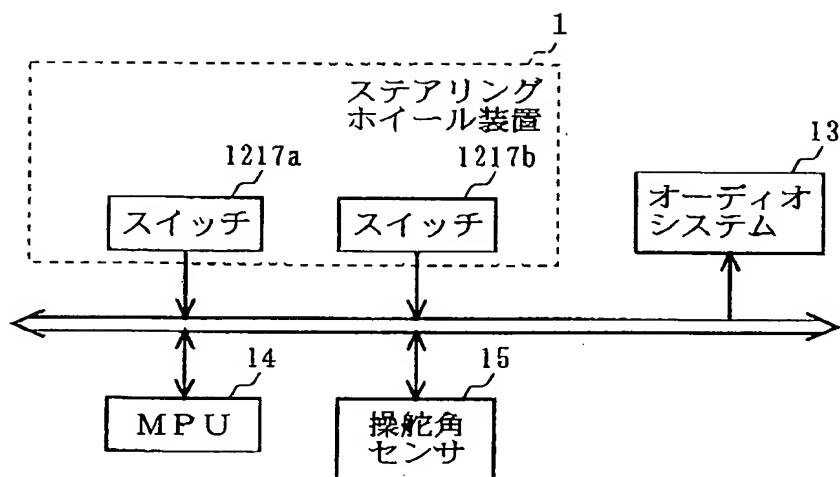 1
ステアリング
ホイール装置
1217a
1217b
13
スイッチ
スイッチ
オーディオ
システム
14
15
MPU
操舵角
センサ